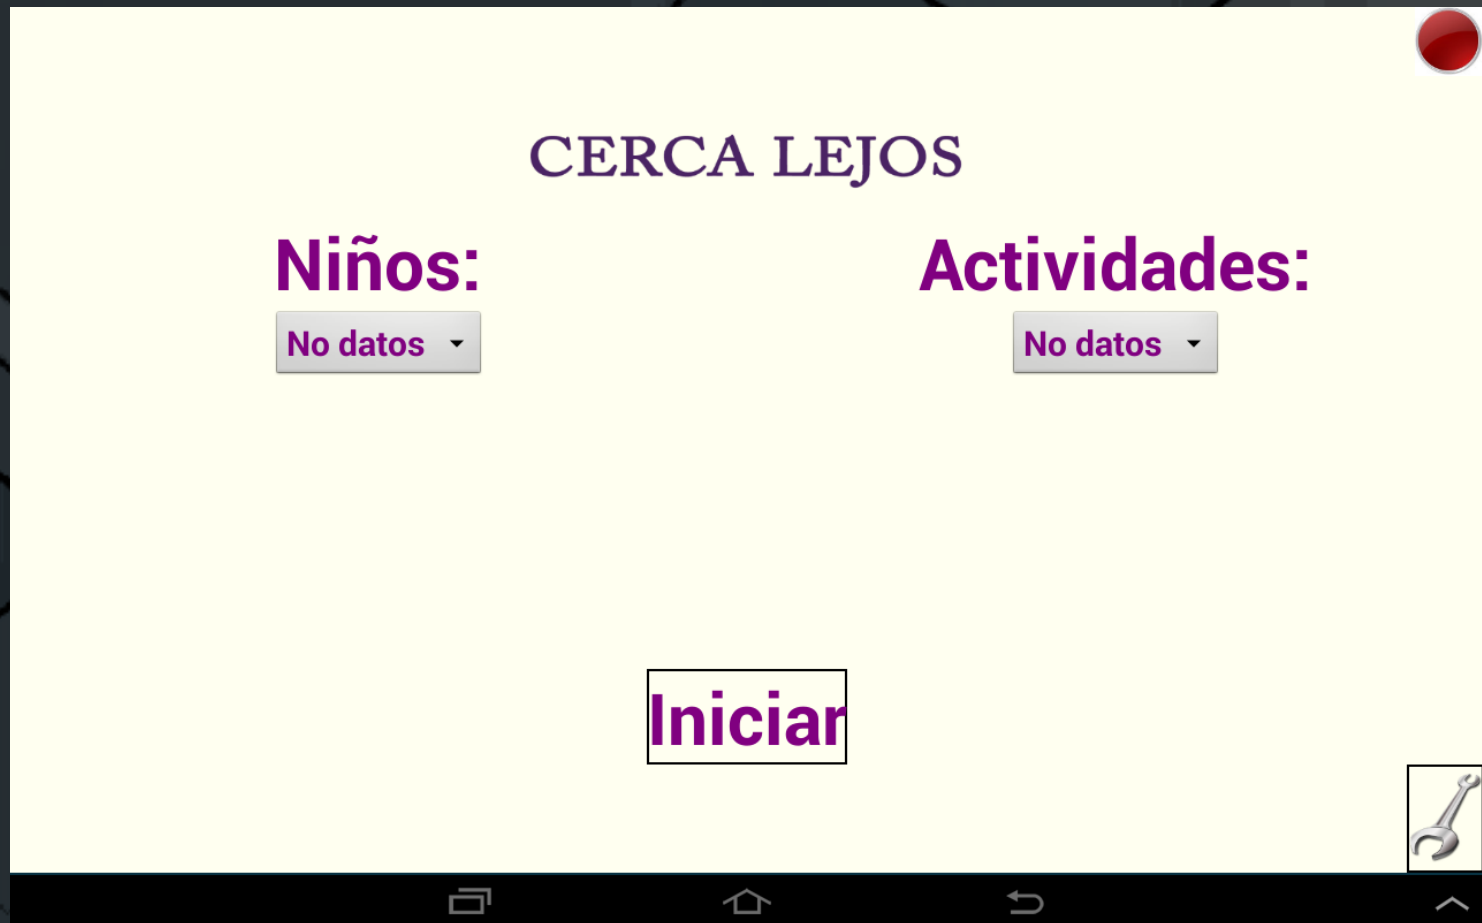 CERCA LEJOS
Niños:
Actividades:
No datos
No datos
Iniciar